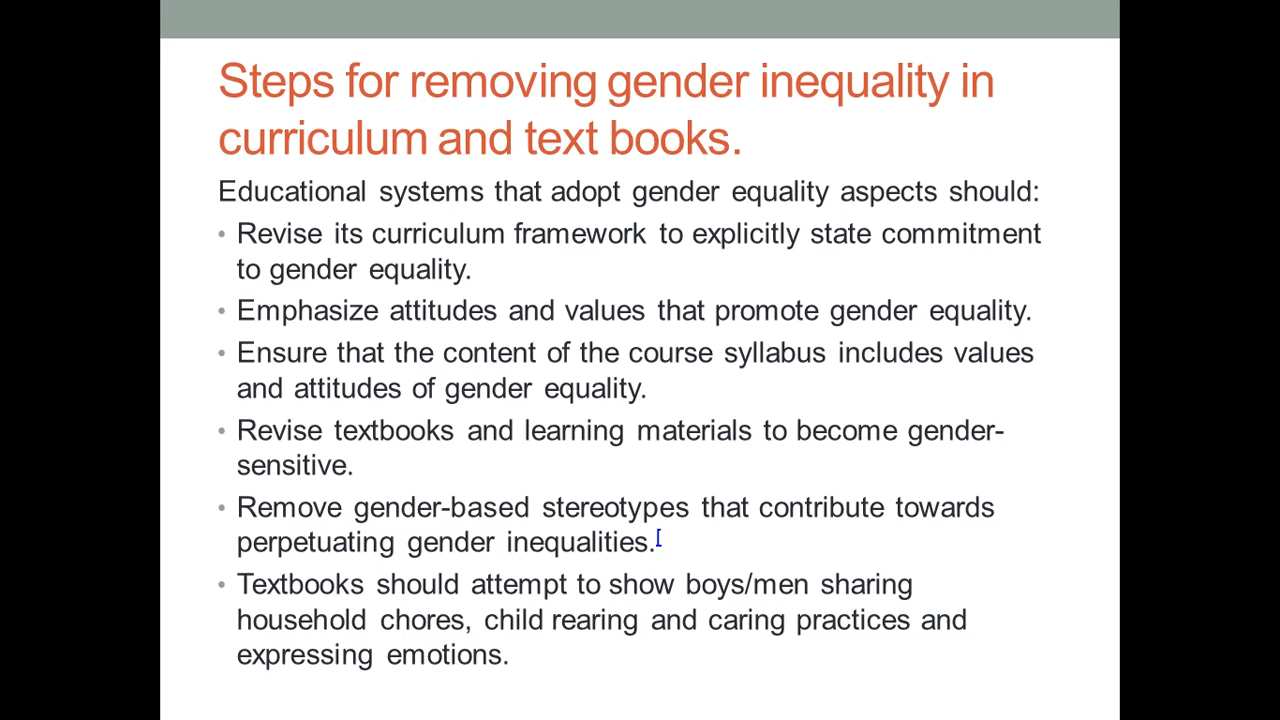 Steps for removing gender inequality in
curriculum and text books.
Educational systems that adopt gender equality aspects should:
• Revise its curriculum framework to explicitly state commitment
to gender equality.
• Emphasize attitudes and values that promote gender equality.
• Ensure that the content of the course syllabus includes values
and attitudes of gender equality.
• Revise textbooks and learning materials to become gender-
sensitive.
• Remove gender-based stereotypes that contribute towards
perpetuating gender inequalities.[
• Textbooks should attempt to show boys/men sharing
household chores, child rearing and caring practices and
expressing emotions.